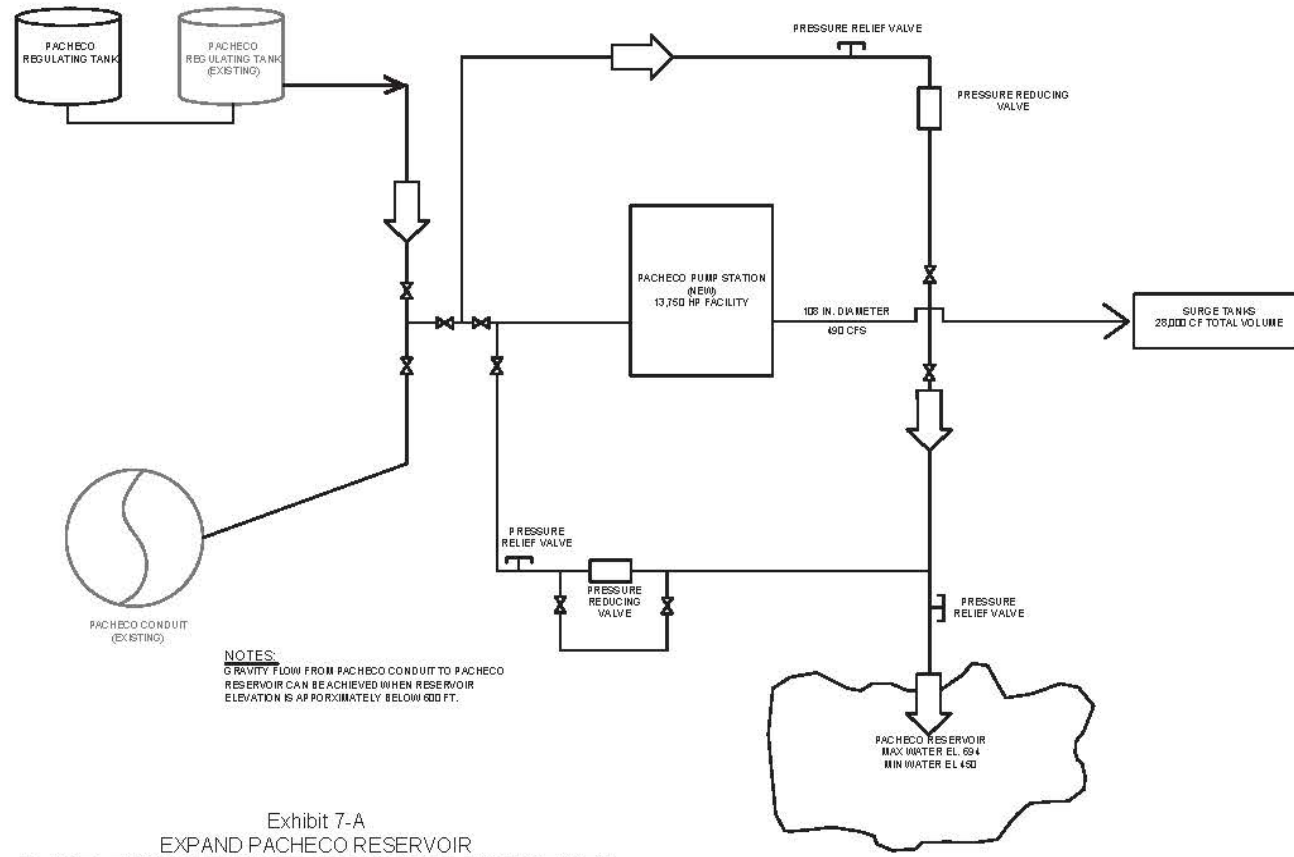 PACHECO
REGULATING TANK
PACHECO
REGULATING TANK
(EXISTING)
PRESSURE RELIEF VALVE
PRESSURE REDUCING
VALVE
PACHECO PUMP STATION
(NEW)
13,750 HP FACILITY
108 IN. DIAMETER
490 CFS
SURGE TANKS
28,000 CF TOTAL VOLUME
PRESSURE
RELIEF VALVE
PRESSURE
REDUCING
VALVE
PRESSURE
RELIEF VALVE
PACHECO CONDUIT
(EXISTING)
NOTES:
GRAVITY FLOW FROM PACHECO CONDUIT TO PACHECO
RESERVOIR CAN BE ACHIEVED WHEN RESERVOIR
ELEVATION IS APPORXIMATELY BELOW 600 FT.
PACHECO RESERVOIR
MAX WATER EL. 694
MIN WATER EL 450
Exhibit 7-A
EXPAND PACHECO RESERVOIR